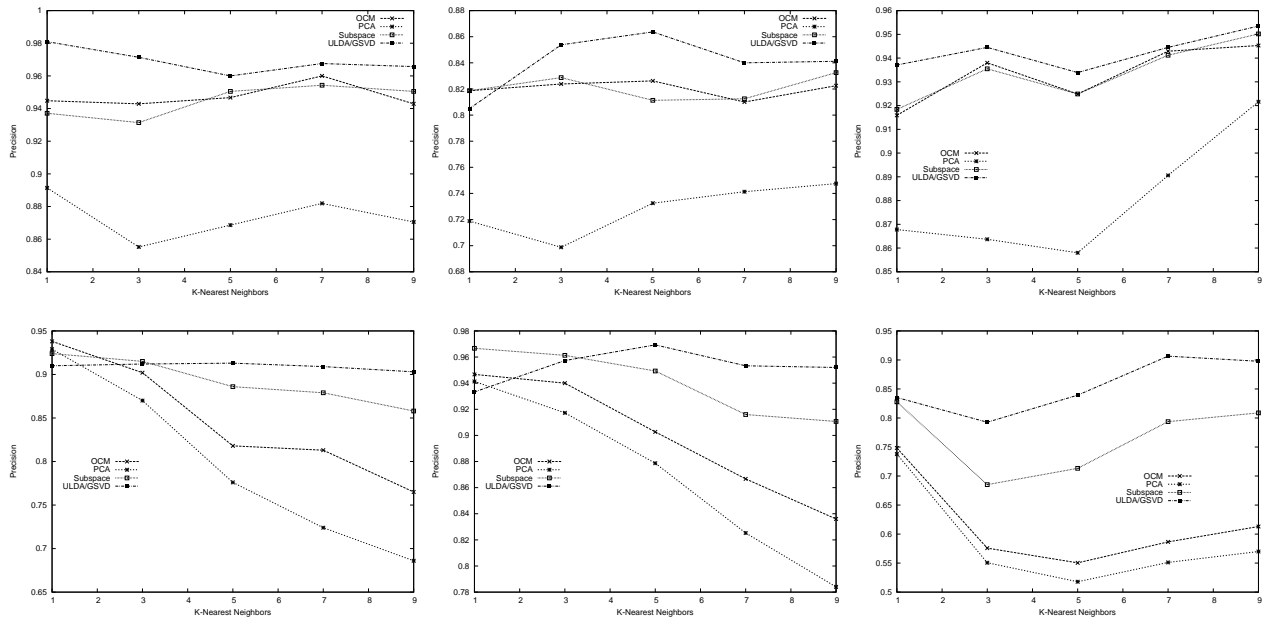 1
0.98
0.96
0.94
0.92
0.9
0.88
0.86
0.84
Precision
OCM
PCA
Subspace
ULDA/GSVD
1 2 3 4 5 6 7 8 9
K-Nearest Neighbors
0.88
0.86
0.84
0.82
0.8
0.78
0.76
0.74
0.72
0.7
0.68
Precision
OCM
PCA
Subspace
ULDA/GSVD
1 2 3 4 5 6 7 8 9
K-Nearest Neighbors
0.96
0.95
0.94
0.93
0.92
0.91
0.9
0.89
0.88
0.87
0.86
0.85
Precision
OCM
PCA
Subspace
ULDA/GSVD
1 2 3 4 5 6 7 8 9
K-Nearest Neighbors
0.95
0.9
0.85
0.8
0.75
0.7
0.65
Precision
OCM
PCA
Subspace
ULDA/GSVD
1 2 3 4 5 6 7 8 9
K-Nearest Neighbors
0.98
0.96
0.94
0.92
0.9
0.88
0.86
0.84
0.82
0.8
0.78
Precision
OCM
PCA
Subspace
ULDA/GSVD
1 2 3 4 5 6 7 8 9
K-Nearest Neighbors
0.95
0.9
0.85
0.8
0.75
0.7
0.65
0.6
0.55
0.5
Precision
OCM
PCA
Subspace
ULDA/GSVD
1 2 3 4 5 6 7 8 9
K-Nearest Neighbors